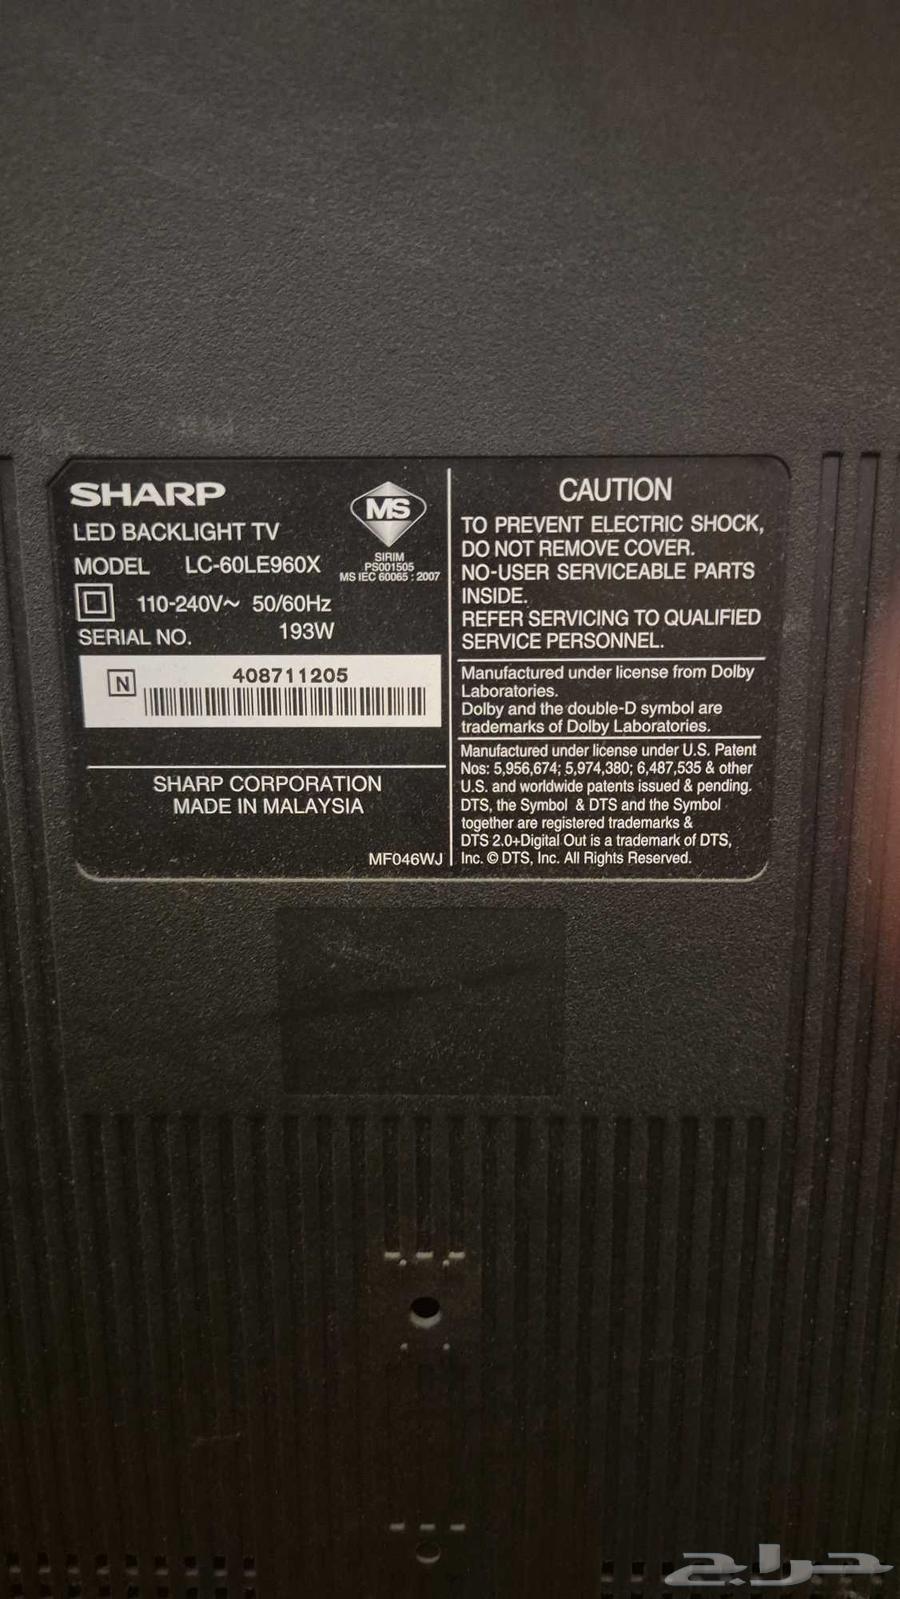 SHARP
LED BACKLIGHT TV
MODEL LC-60LE960X
110-240V~ 50/60Hz
193W
SERIAL NO.
N
408711205
SHARP CORPORATION
MADE IN MALAYSIA
MF046WJ
MS
SIRIM
PS001505
MS IEC 60065 : 2007
CAUTION
TO PREVENT ELECTRIC SHOCK,
DO NOT REMOVE COVER.
NO-USER SERVICEABLE PARTS
INSIDE.
REFER SERVICING TO QUALIFIED
SERVICE PERSONNEL.
Manufactured under license from Dolby
Laboratories.
Dolby and the double-D symbol are
trademarks of Dolby Laboratories.
Manufactured under license under U.S. Patent
Nos: 5,956,674; 5,974,380; 6,487,535 & other
U.S. and worldwide patents issued & pending.
DTS, the Symbol & DTS and the Symbol
together are registered trademarks &
DTS 2.0+Digital Out is a trademark of DTS,
Inc. © DTS, Inc. All Rights Reserved.
حراج